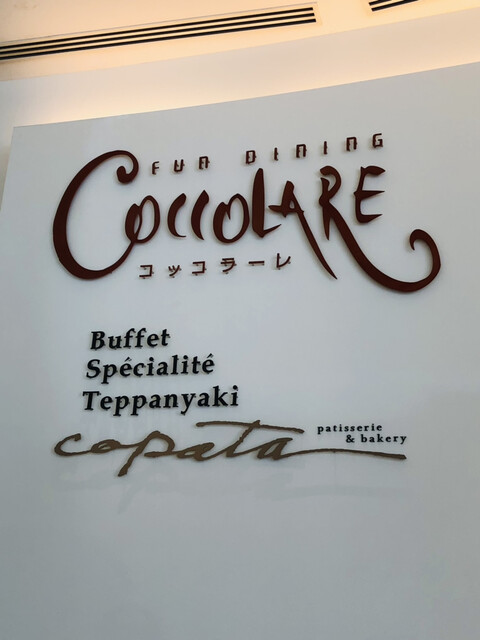 FUN DINING
COCCOLARE
コッコラーレ
Buffet
Spécialité
Teppanyaki
copata
patisserie
& bakery